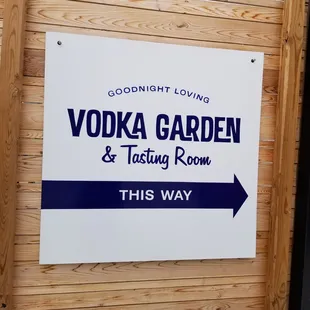 GOODNIGHT LOVING
VODKA GARDEN
& Tasting Room
THIS WAY